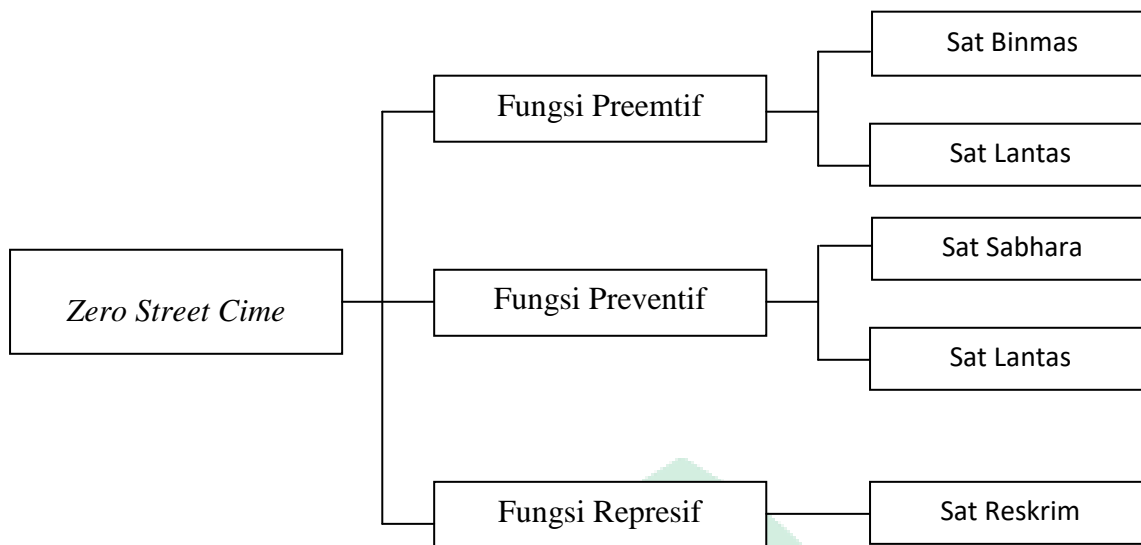 Zero Street Cime
Fungsi Preemtif
Sat Binmas
Sat Lantas
Fungsi Preventif
Sat Sabhara
Sat Lantas
Fungsi Represif
Sat Reskrim